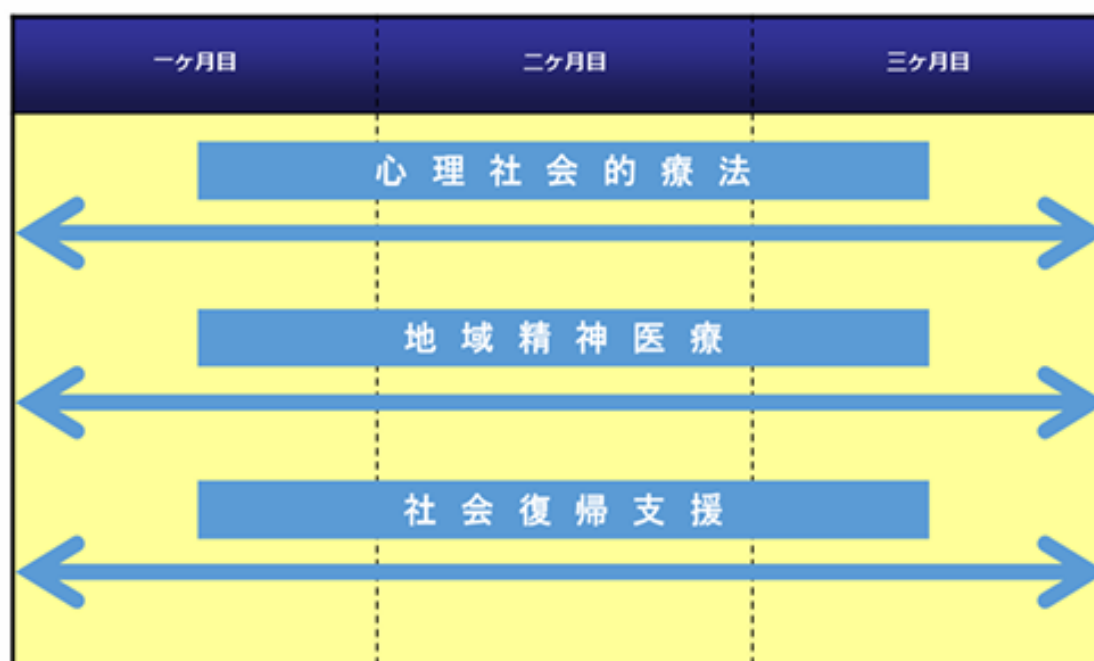 一ヶ月目
二ヶ月目
三ヶ月目
心理社会的療法
地域精神医療
社会復帰支援